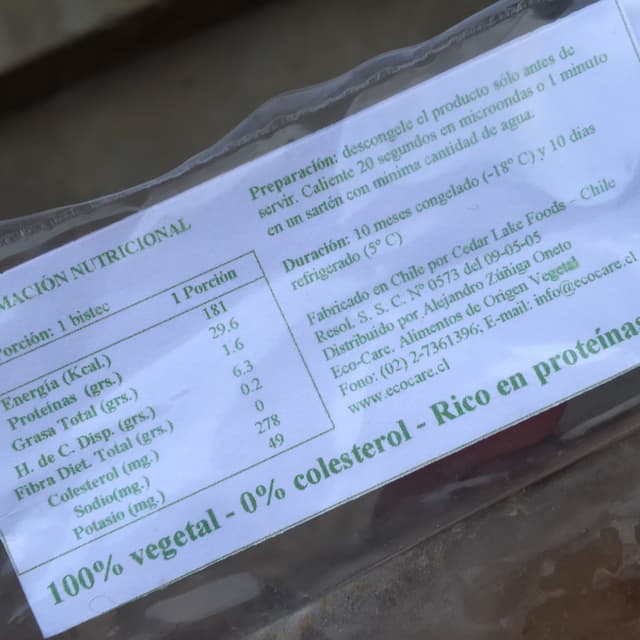 MACIÓN NUTRICIONAL
orción: 1 bistec 1 Porción
Energía (Kcal) 181
Proteinas (grs.) 29.6
Grasa Total (grs.) 1.6
H. de C. Disp. (grs.) 6.3
Fibra Diet. Total (grs.) 0.2
Colesterol (mg.) 0
Sodio(mg.) 278
Potasio (mg.) 49
Preparación: descongele el producto sólo antes de
servir. Caliente 20 segundos en microondas o 1 minuto
en un sartén con mínima cantidad de agua.
Duración: 10 meses congelado (-18° C) y 10 días
refrigerado (5° C)
Fabricado en Chile por Cedar Lake Foods - Chile
Resol. S. S. C. Nº 0573 del 09-05-05
Distribuido por Alejandro Zúñiga Oneto
EcoCare. Alimentos de Origen Vegetal
Fono: (02) 2-7361396, E-mail: info@ecocare.cl
www.ecocare.cl
100% vegetal - 0% colesterol - Rico en proteínas